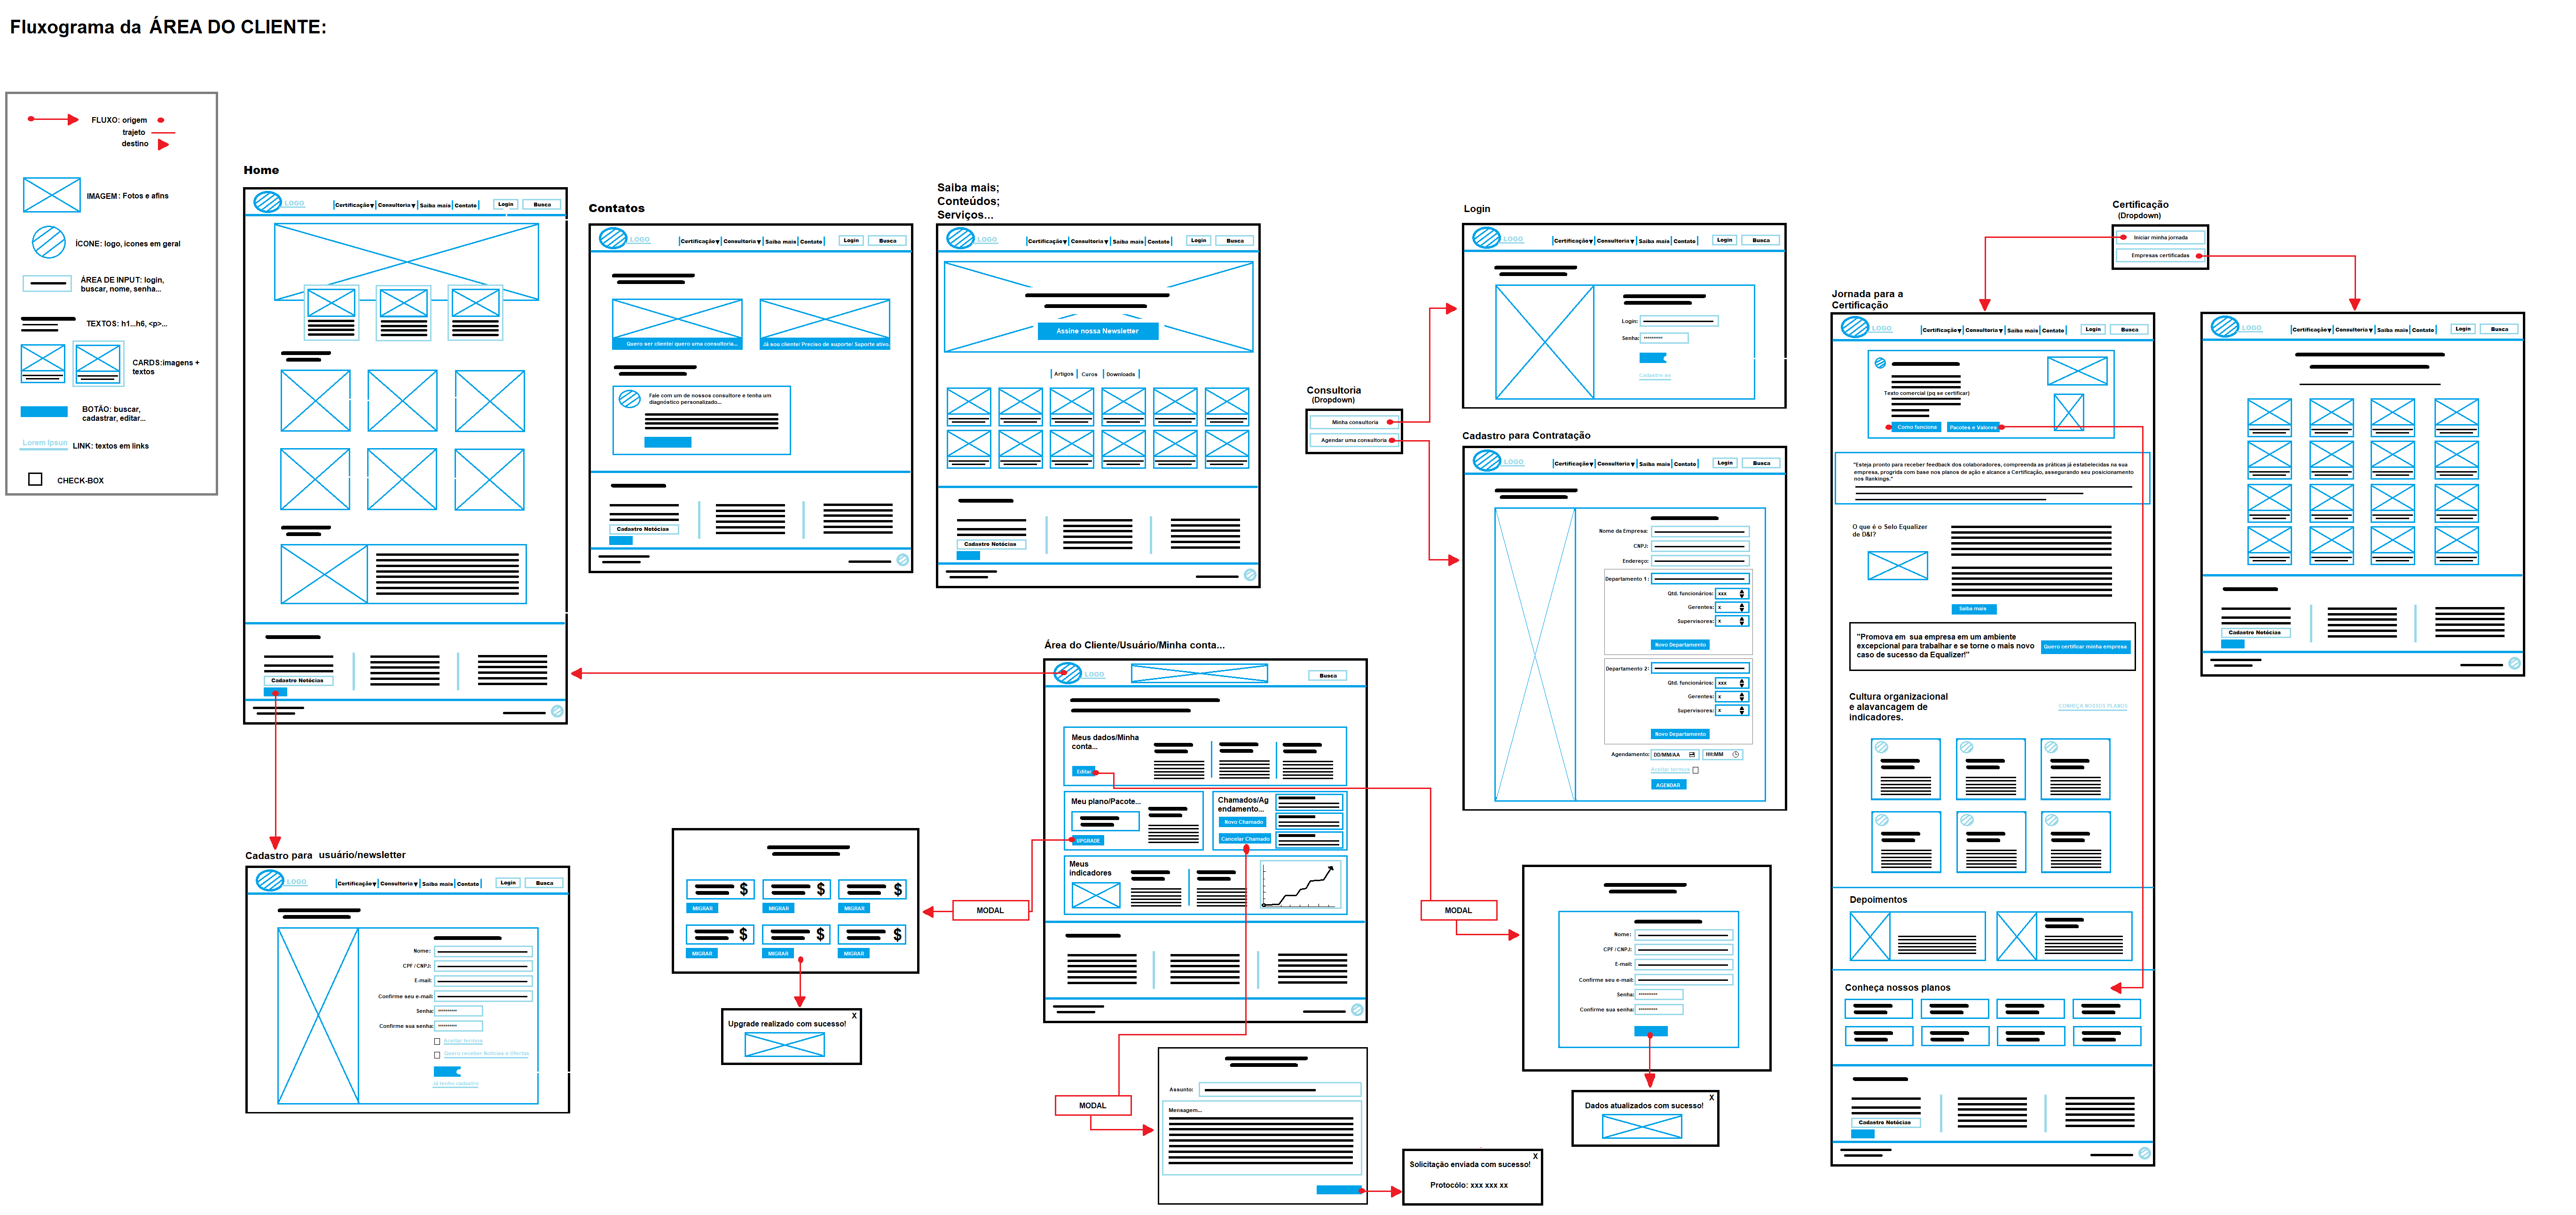 Fluxograma da ÁREA DO CLIENTE:
FLUXO: origem
trajeto
destino
IMAGEM: Fotos e afins
ÍCONE: logo, icones em geral
ÁREA DE INPUT: login,
buscar, nome, senha...
TEXTOS: h1...h6, <p>...
CARDS:imagens +
textos
BOTÃO: buscar,
cadastrar, editar...
Lorem Ipsun
LINK: textos em links
CHECK-BOX
Home
LOGO
Certificação▼ Consultoria▼ Saiba mais Contato
Login
Busca
Cadastro Notócias
Contatos
LOGO
Certificação▼ Consultoria▼ Saiba mais Contato
Login
Busca
Quero ser cliente! quero uma consultoria...
Já sou cliente! Preciso de suporte! Suporte ativo.
Fale com um de nossos consultore e tenha um
diagnóstico personalizado...
Cadastro Notócias
Saiba mais;
Conteúdos;
Serviços...
LOGO
Certificação▼ Consultoria▼ Saiba mais Contato
Login
Busca
Assine nossa Newsletter
Artigos
Curos
Downloads
Cadastro Notócias
Consultoria
(Dropdown)
Minha consultoria
Agendar uma consultoria
Login
LOGO
Certificação▼ Consultoria▼ Saiba mais Contato
Login
Busca
Login:
Senha:
**********
Cadastre-se
Cadastro para Contratação
LOGO
Certificação▼ Consultoria▼ Saiba mais Contato
Login
Busca
Nome da Empresa:
CNPJ:
Endereço:
Departamento 1:
Qtd. funcionários: xxx
Gerentes: x
Supervisores: x
Novo Departamento
Departamento 2:
Qtd. funcionários: xxx
Gerentes: x
Supervisores: x
Novo Departamento
Agendamento: DD/MM/AA HH:MM
Aceitar termos
AGENDAR
Certificação
(Dropdown)
Iniciar minha jornada
Empresas certificadas
Jornada para a
Certificação
LOGO
Certificação▼ Consultoria▼ Saiba mais Contato
Login
Busca
Texto comercial (pq se certificar)
Como funciona
Pacotes e Valores
"Esteja pronto para receber feedback dos colaboradores, compreenda as práticas já estabelecidas na sua
empresa, progrida com base nos planos de ação e alcance a Certificação, assegurando seu posicionamento
nos Rankings."
O que é o Selo Equalizer
de D&I?
Saiba mais
"Promova em sua empresa em um ambiente
excepcional para trabalhar e se torne o mais novo
caso de sucesso da Equalizer!"
Quero certificar minha empresa
Cultura organizacional
e alavancagem de
indicadores.
CONHEÇA NOSSOS PLANOS
Depoimentos
Conheça nossos planos
Cadastro Notócias
LOGO
Certificação▼ Consultoria▼ Saiba mais Contato
Login
Busca
Cadastro Notócias
Área do Cliente/Usuário/Minha conta...
LOGO
Busca
Meus dados/Minha
conta...
Editar
Meu plano/Pacote...
UPGRADE
Chamados/Ag
endamento...
Novo Chamado
Cancelar Chamado
Meus
indicadores
MODAL
$ $ $
MIGRAR MIGRAR MIGRAR
$ $ $
MIGRAR MIGRAR MIGRAR
X
Upgrade realizado com sucesso!
MODAL
Assunto:
Mensagem...
X
Solicitação enviada com sucesso!
Protocólo: xxx xxx xx
MODAL
Nome:
CPF/CNPJ:
E-mail:
Confirme seu e-mail:
Senha: **********
Confirme sua senha: **********
X
Dados atualizados com sucesso!
Cadastro para usuário/newsletter
LOGO
Certificação▼ Consultoria▼ Saiba mais Contato
Login
Busca
Nome:
CPF/CNPJ:
E-mail:
Confirme seu e-mail:
Senha: **********
Confirme sua senha: **********
Aceitar termos
Quero receber Notícias e Ofertas
Já tenho cadastro